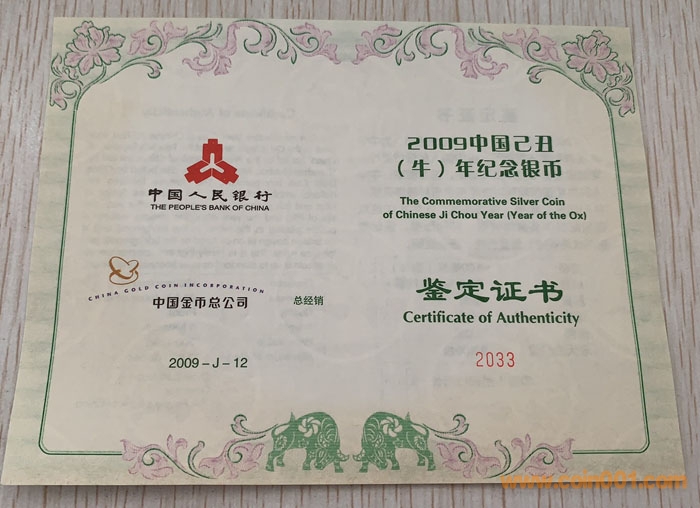 中国人民银行
THE PEOPLE'S BANK OF CHINA
CHINA GOLD COIN INCORPORATION
中国金币总公司
总经销
2009-J-12
2009中国己丑
（牛）年纪念银币
The Commemorative Silver Coin
of Chinese Ji Chou Year (Year of the Ox)
鉴定证书
Certificate of Authenticity
2033
www.coin001.com